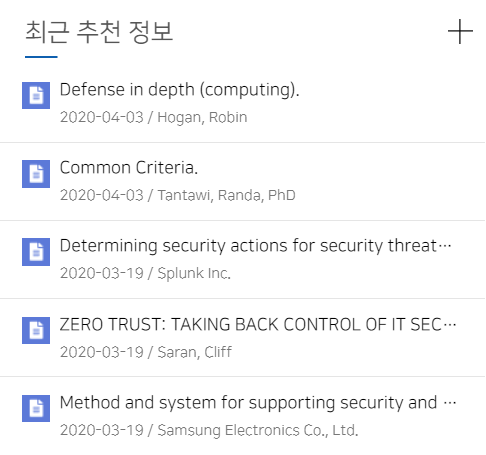 최근 추천 정보
Defense in depth (computing).
2020-04-03 / Hogan, Robin
Common Criteria.
2020-04-03 / Tantawi, Randa, PhD
Determining security actions for security threat···
2020-03-19 / Splunk Inc.
ZERO TRUST: TAKING BACK CONTROL OF IT SEC···
2020-03-19 / Saran, Cliff
Method and system for supporting security and ···
2020-03-19 / Samsung Electronics Co., Ltd.